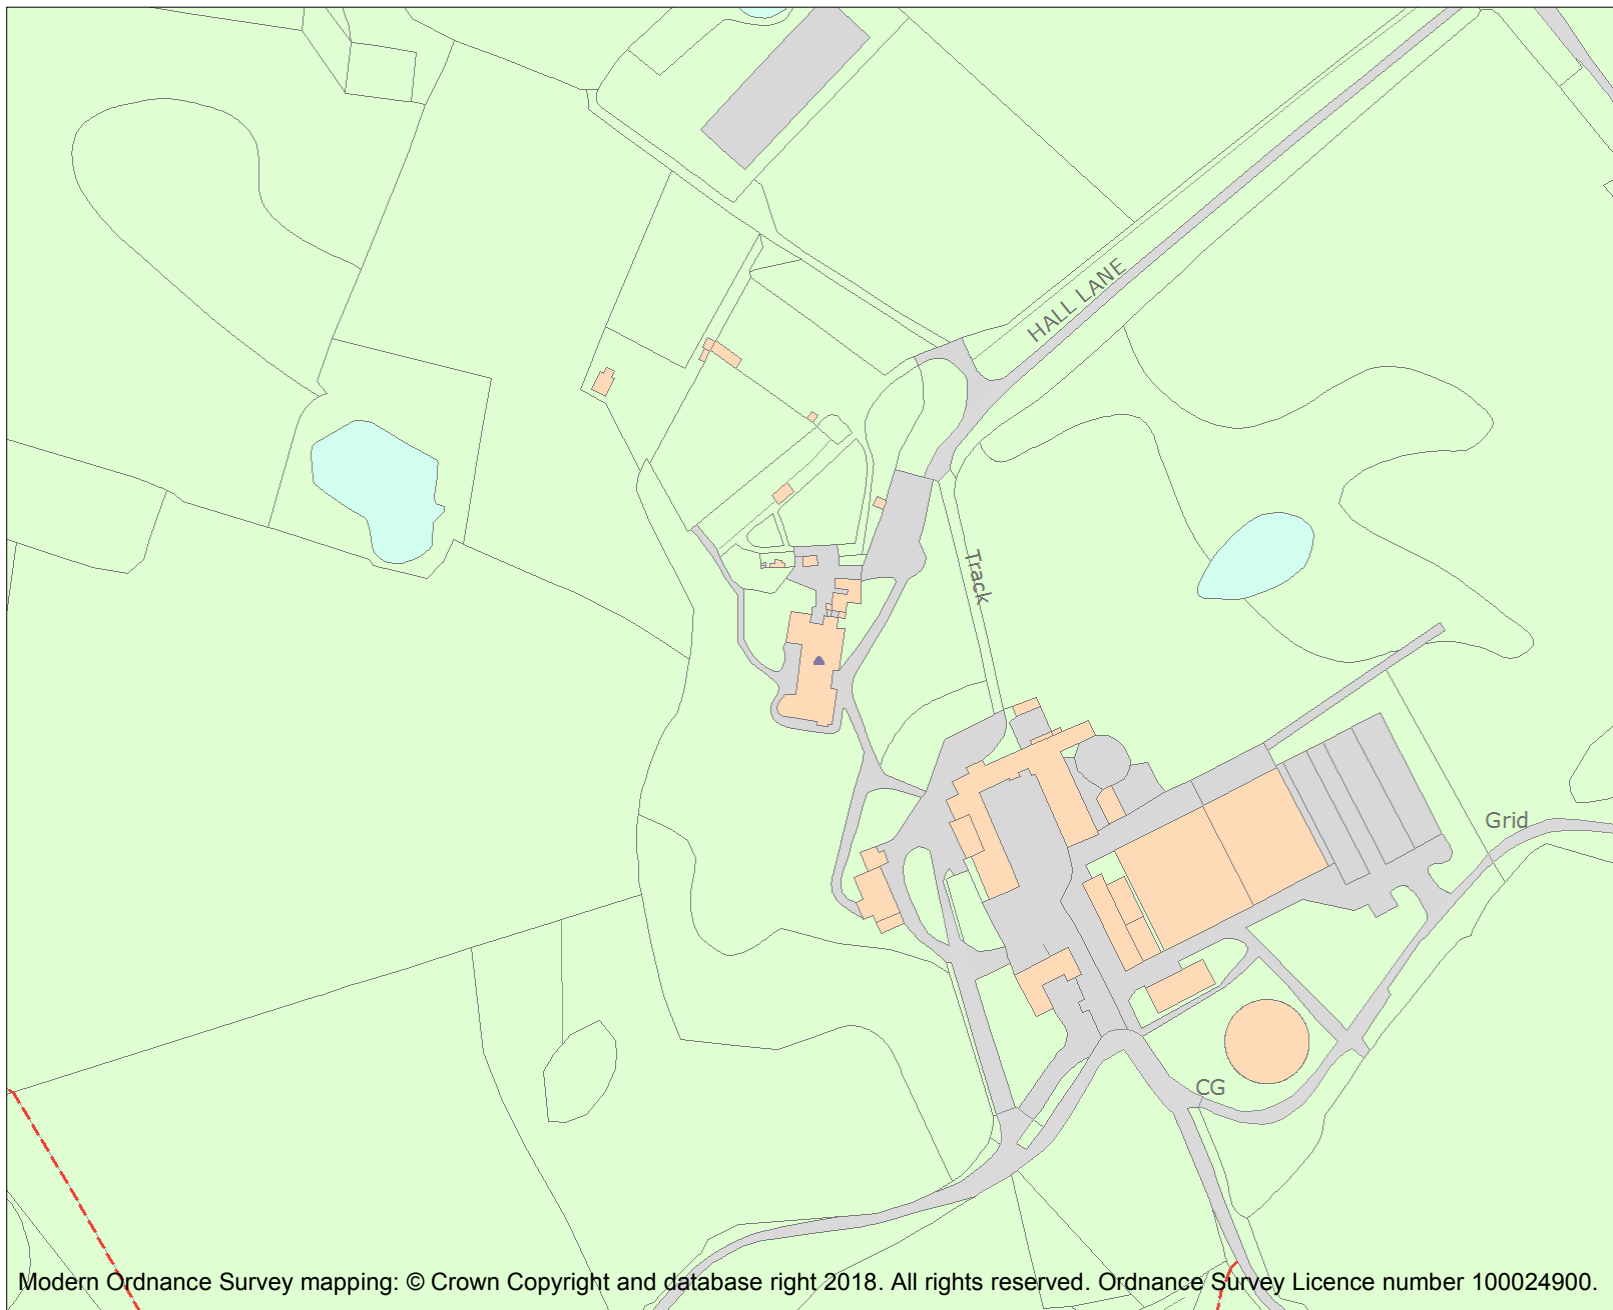 HALL LANE
Track
Grid
CG
Modern Ordnance Survey mapping: © Crown Copyright and database right 2018. All rights reserved. Ordnance Survey Licence number 100024900.